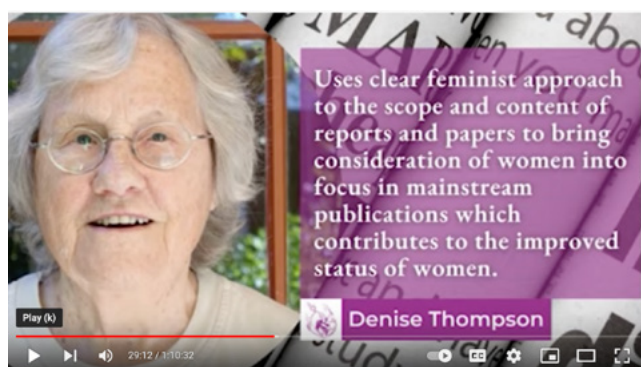 Uses clear feminist approach
to the scope and content of
reports and papers to bring
consideration of women into
focus in mainstream
publications which
contributes to the improved
status of women.
Denise Thompson
Play (k)
29:12 / 1:10:32
CC